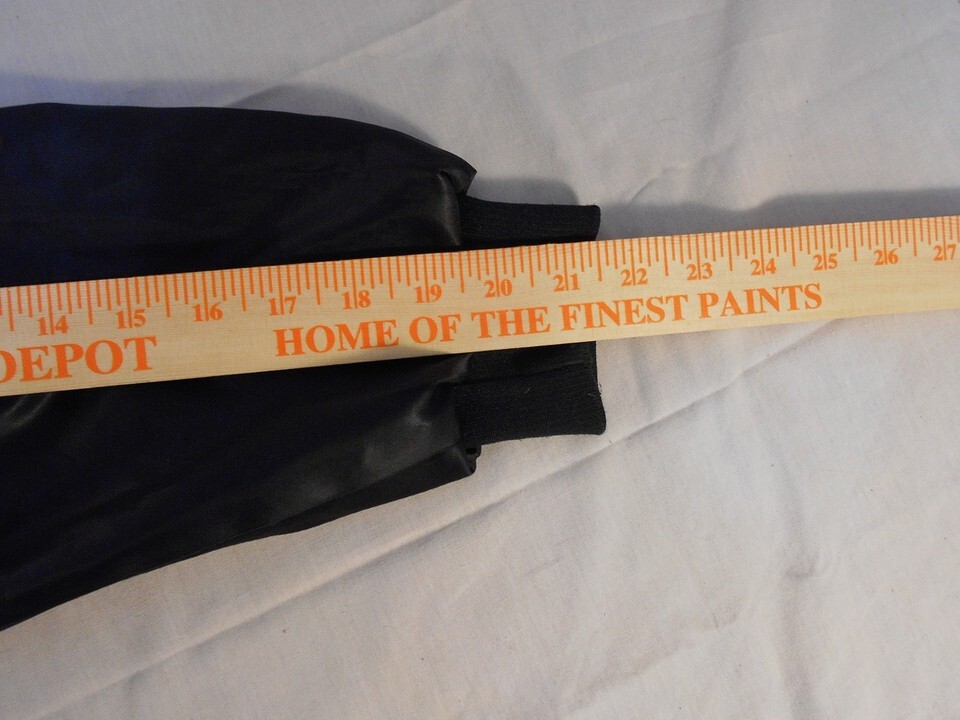 14 15 16 17 18 19 20 21 22 23 24 25 26 27
DEPOT HOME OF THE FINEST PAINTS